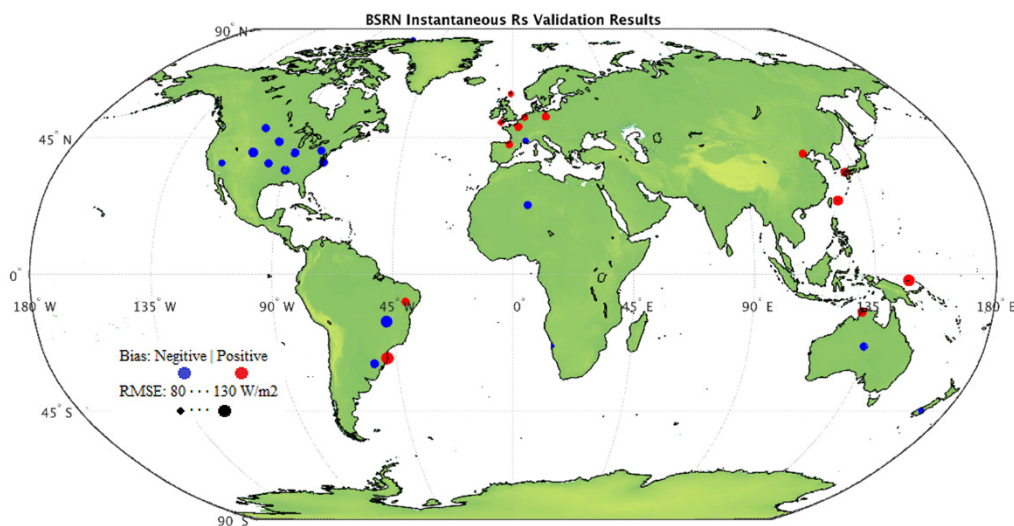 BSRN Instantaneous Rs Validation Results
90° N
45° N
0°
180° W
135° W
90° W
45° W
0° E
45° E
90° E
135° E
180° E
Bias: Negitive | Positive
RMSE: 80 ··· 130 W/m2
···
45° S
90° S